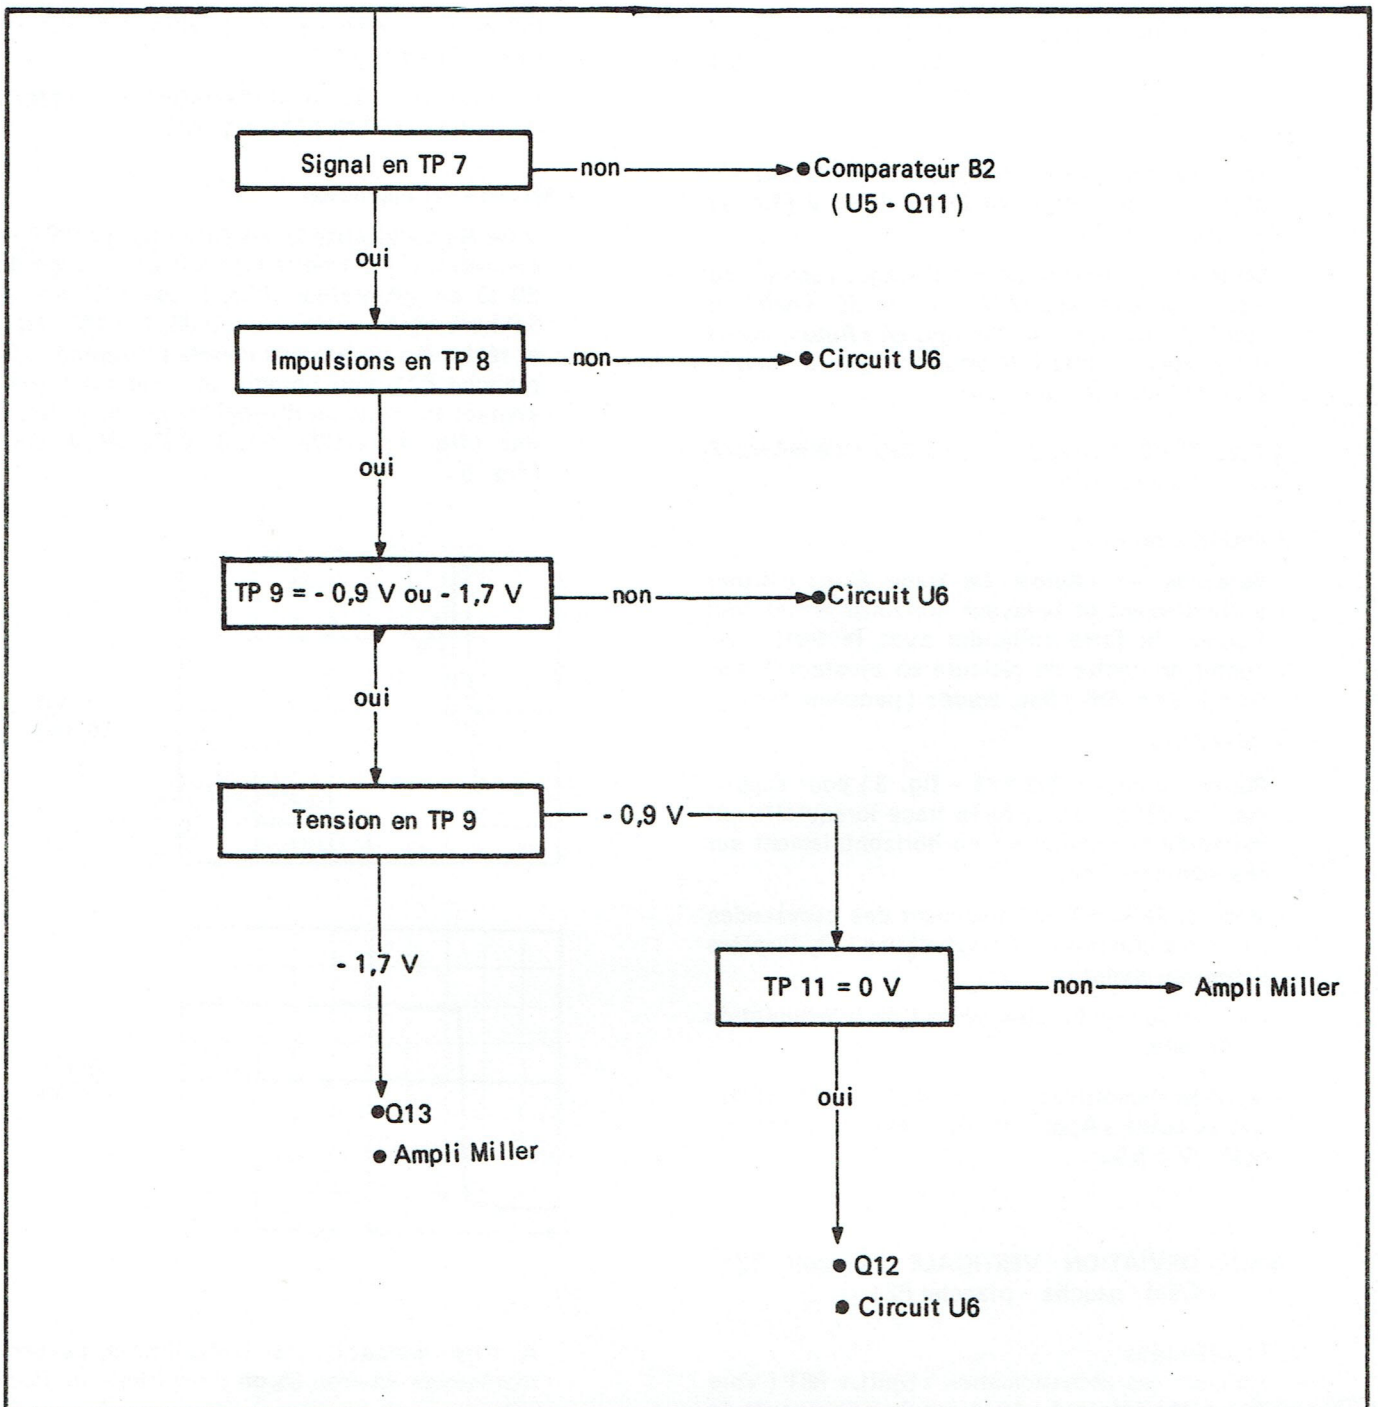 Signal en TP 7
non
Comparateur B2
( U5 - Q11 )
oui
Impulsions en TP 8
non
Circuit U6
oui
TP 9 = - 0,9 V ou - 1,7 V
non
Circuit U6
oui
Tension en TP 9
- 0,9 V
- 1,7 V
TP 11 = 0 V
non
Ampli Miller
oui
Q13
Ampli Miller
Q12
Circuit U6